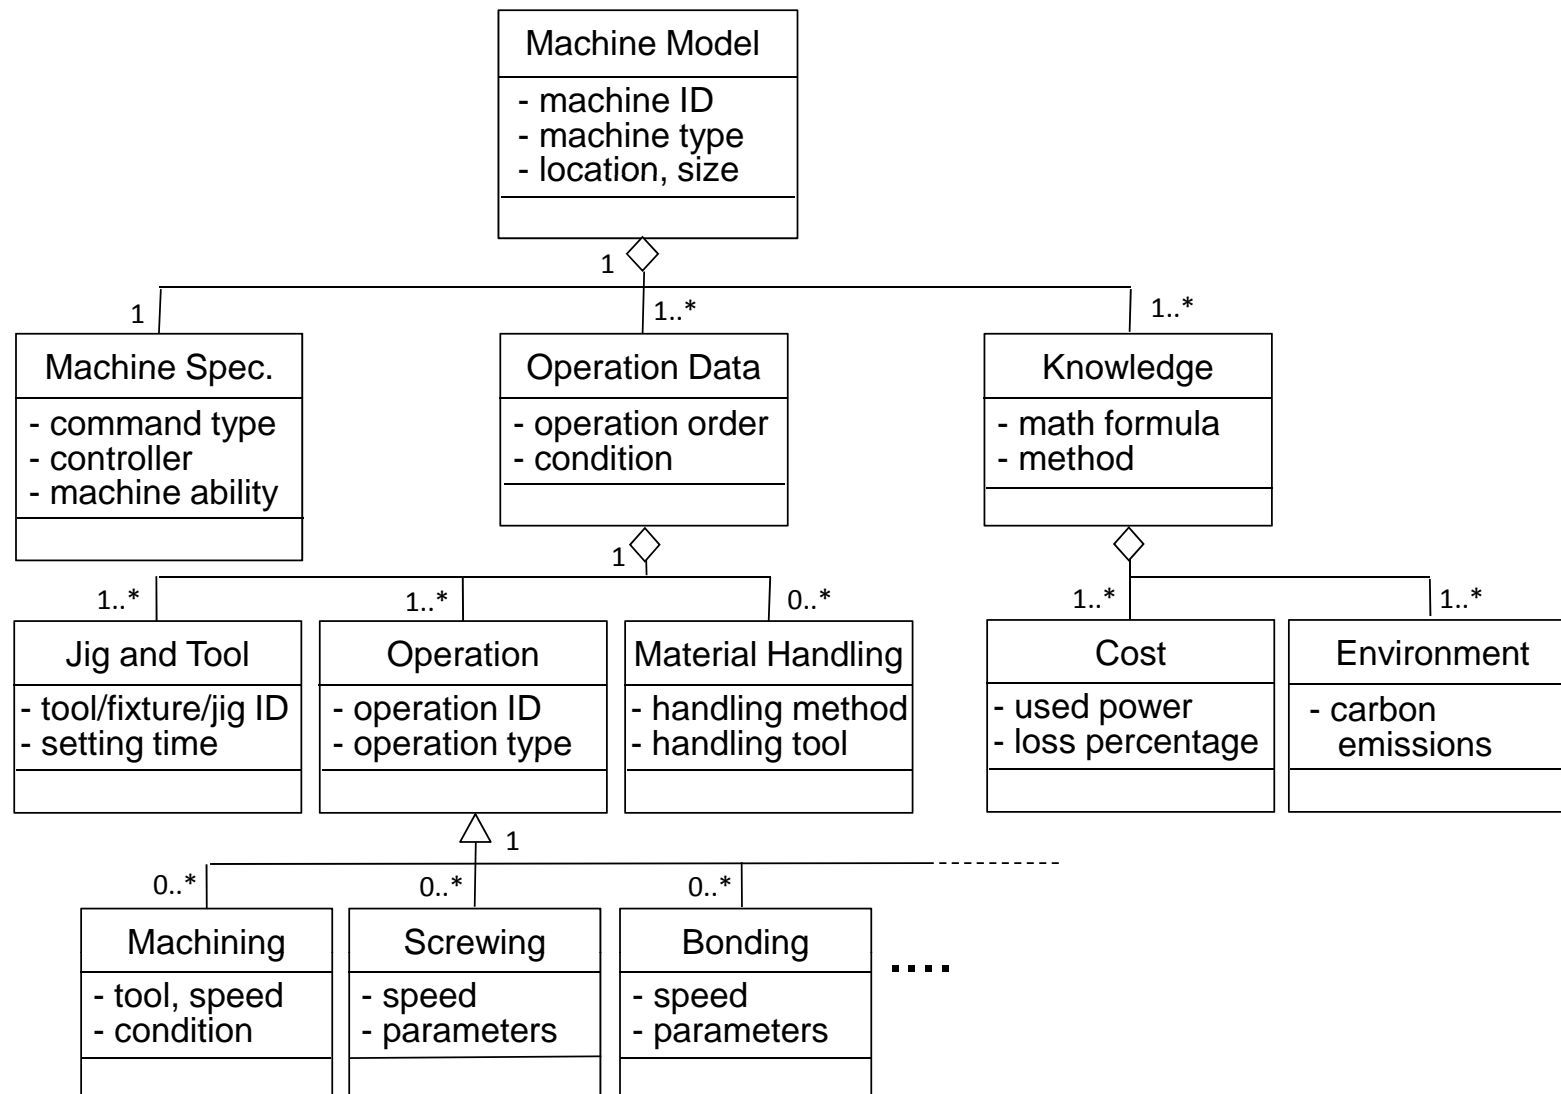 Machine Model
- machine ID
- machine type
- location, size
1
1
1..*
1..*
Machine Spec.
- command type
- controller
- machine ability
Operation Data
- operation order
- condition
Knowledge
- math formula
- method
1
1..*
1..*
0..*
1..*
1..*
Jig and Tool
- tool/fixture/jig ID
- setting time
Operation
- operation ID
- operation type
Material Handling
- handling method
- handling tool
Cost
- used power
- loss percentage
Environment
- carbon
emissions
1
0..*
0..*
0..*
Machining
- tool, speed
- condition
Screwing
- speed
- parameters
Bonding
- speed
- parameters
....